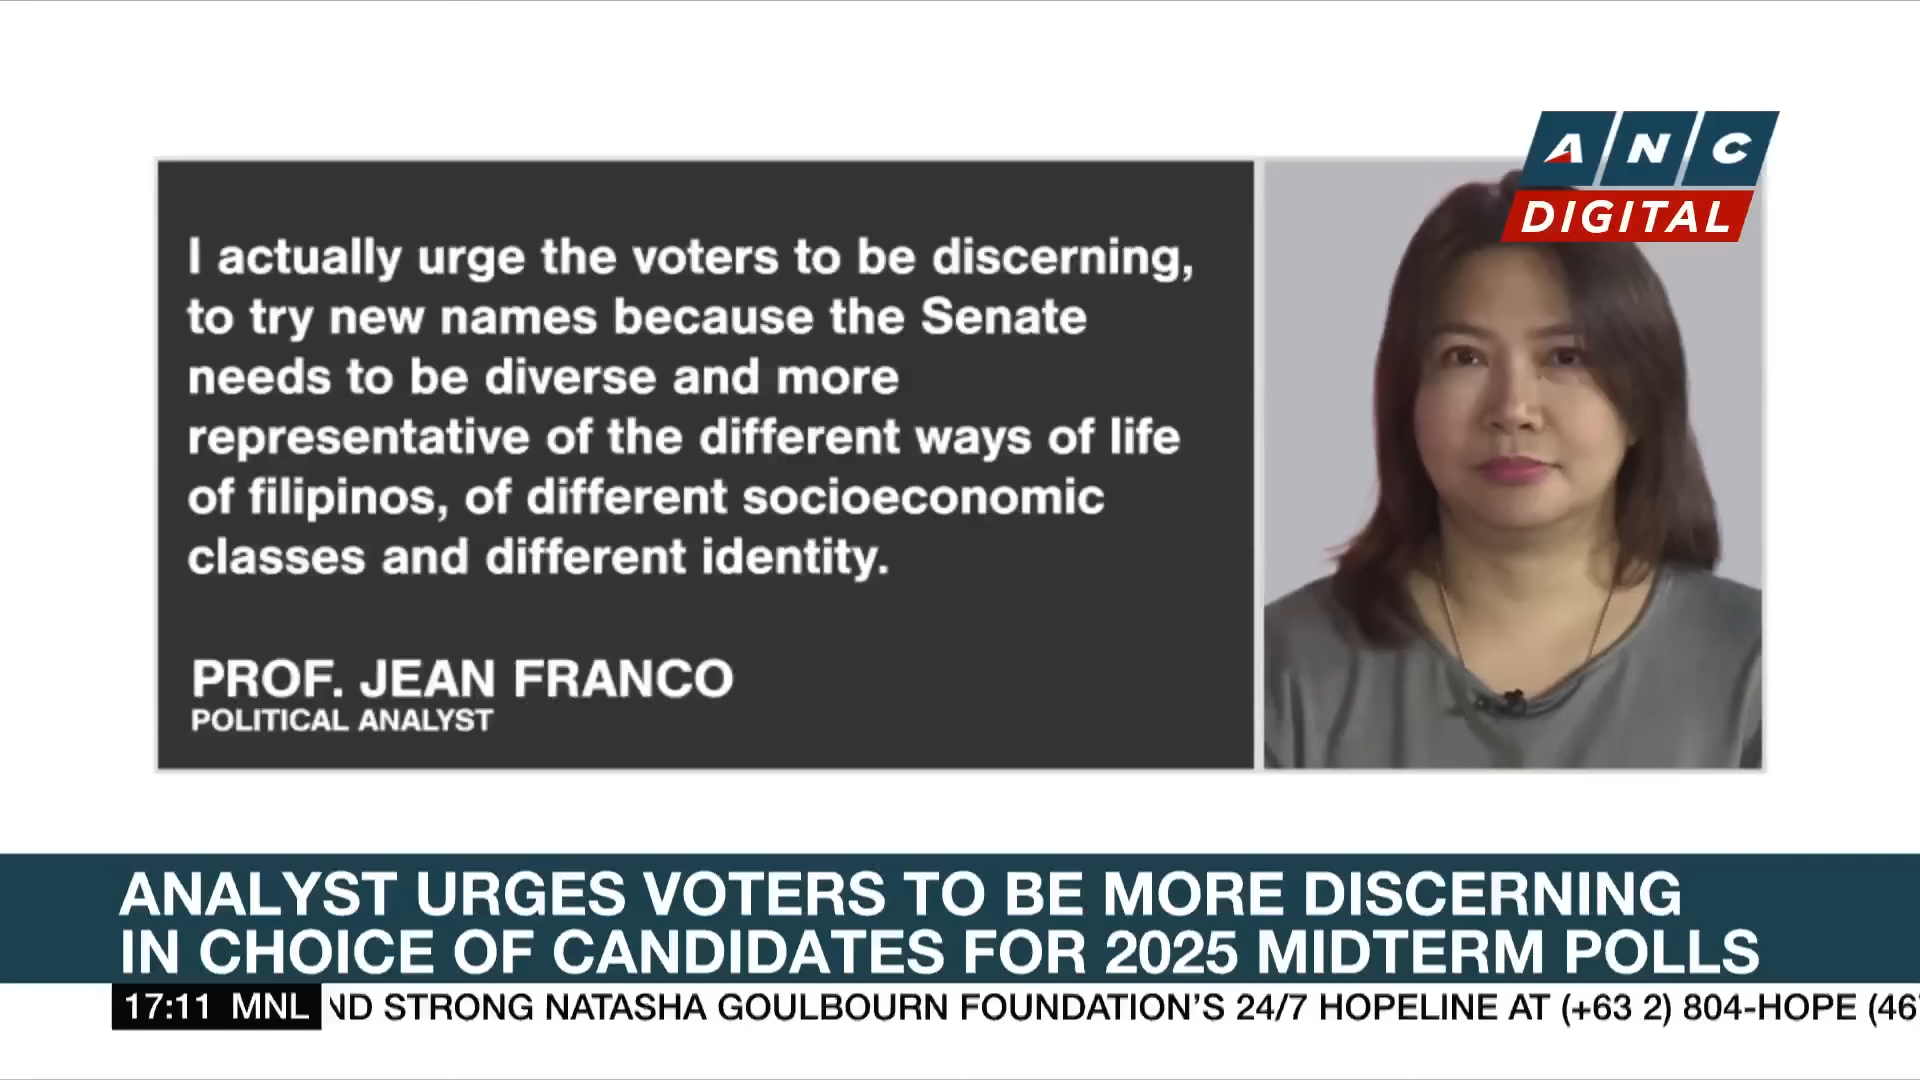 ANC
DIGITAL
I actually urge the voters to be discerning,
to try new names because the Senate
needs to be diverse and more
representative of the different ways of life
of filipinos, of different socioeconomic
classes and different identity.
PROF. JEAN FRANCO
POLITICAL ANALYST
ANALYST URGES VOTERS TO BE MORE DISCERNING
IN CHOICE OF CANDIDATES FOR 2025 MIDTERM POLLS
17:11 MNL
STRONG NATASHA GOULBOURN FOUNDATION'S 24/7 HOPELINE AT (+63 2) 804-HOPE